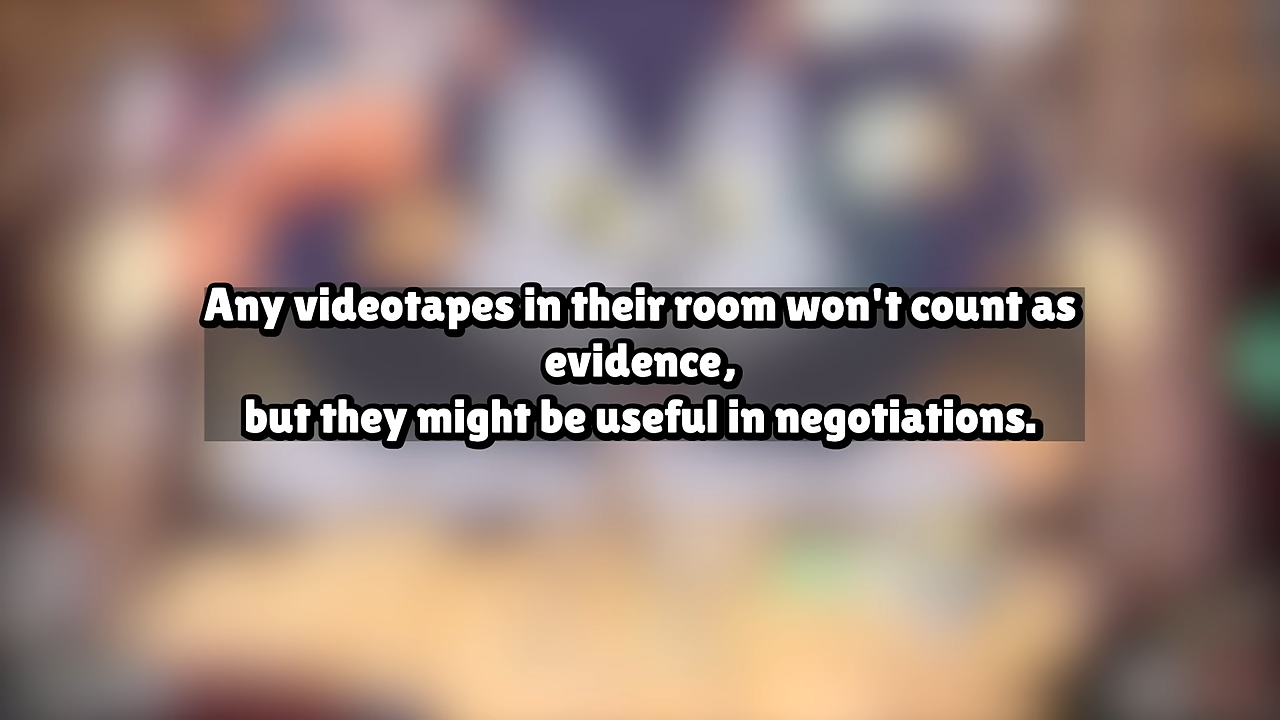 Any videotapes in their room won't count as
evidence,
but they might be useful in negotiations.